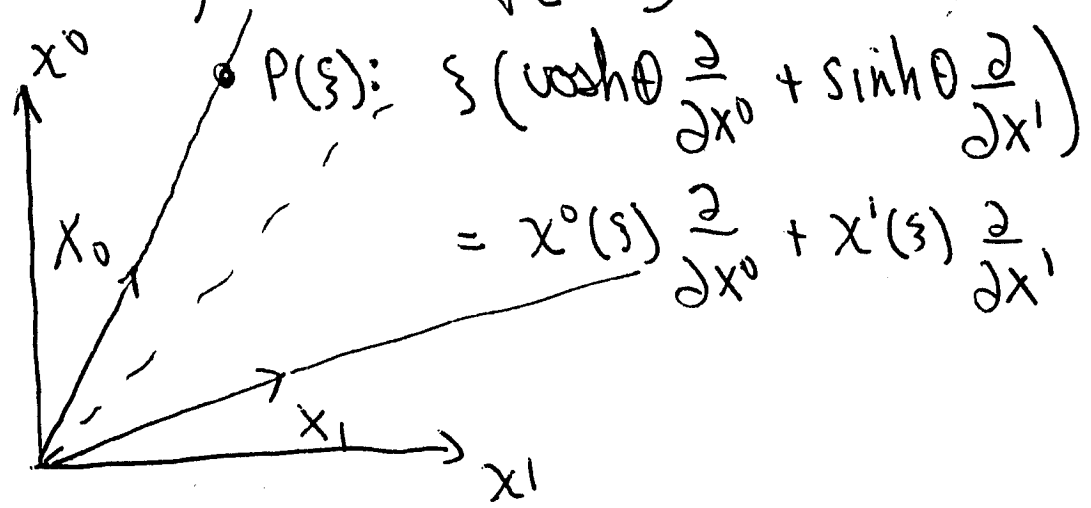 x⁰
P(ξ): ξ(coshθ ∂/∂x⁰ + sinhθ ∂/∂x¹)
= x⁰(ξ) ∂/∂x⁰ + x¹(ξ) ∂/∂x¹
X₀
X₁
x¹